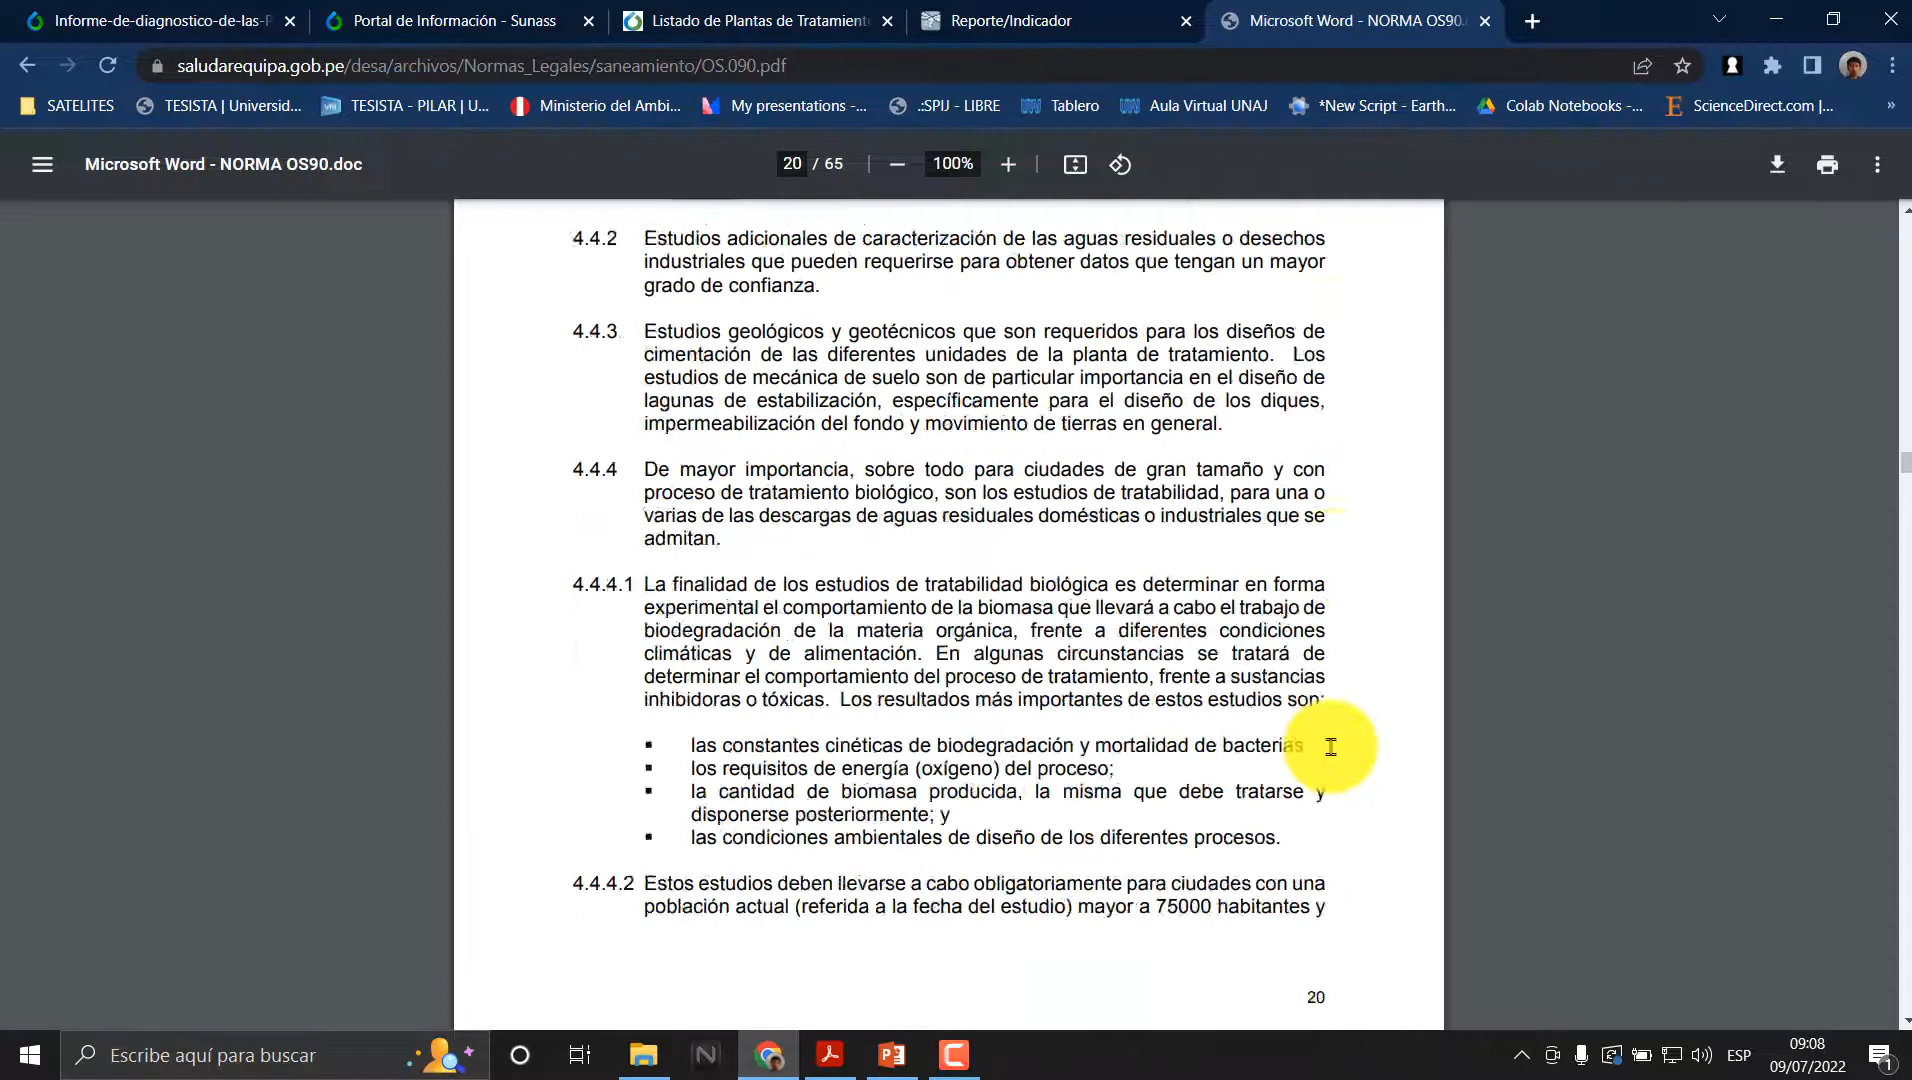 Informe-de-diagnostico-de-las-P
Portal de Información - Sunass
Listado de Plantas de Tratamient
Reporte/Indicador
Microsoft Word - NORMA OS90.
saludarequipa.gob.pe/desa/archivos/Normas_Legales/saneamiento/OS.090.pdf
SATELITES
TESISTA | Universid...
TESISTA - PILAR | U...
Ministerio del Ambi...
My presentations -...
.:SPIJ - LIBRE
Tablero
Aula Virtual UNAJ
*New Script - Earth...
Colab Notebooks -...
ScienceDirect.com |...
»
Microsoft Word - NORMA OS90.doc
20 / 65
100%
4.4.2 Estudios adicionales de caracterización de las aguas residuales o desechos
industriales que pueden requerirse para obtener datos que tengan un mayor
grado de confianza.
4.4.3 Estudios geológicos y geotécnicos que son requeridos para los diseños de
cimentación de las diferentes unidades de la planta de tratamiento. Los
estudios de mecánica de suelo son de particular importancia en el diseño de
lagunas de estabilización, específicamente para el diseño de los diques,
impermeabilización del fondo y movimiento de tierras en general.
4.4.4 De mayor importancia, sobre todo para ciudades de gran tamaño y con
proceso de tratamiento biológico, son los estudios de tratabilidad, para una o
varias de las descargas de aguas residuales domésticas o industriales que se
admitan.
4.4.4.1 La finalidad de los estudios de tratabilidad biológica es determinar en forma
experimental el comportamiento de la biomasa que llevará a cabo el trabajo de
biodegradación de la materia orgánica, frente a diferentes condiciones
climáticas y de alimentación. En algunas circunstancias se tratará de
determinar el comportamiento del proceso de tratamiento, frente a sustancias
inhibidoras o tóxicas. Los resultados más importantes de estos estudios son:
▪ las constantes cinéticas de biodegradación y mortalidad de bacterias
▪ los requisitos de energía (oxígeno) del proceso;
▪ la cantidad de biomasa producida, la misma que debe tratarse y
disponerse posteriormente; y
▪ las condiciones ambientales de diseño de los diferentes procesos.
4.4.4.2 Estos estudios deben llevarse a cabo obligatoriamente para ciudades con una
población actual (referida a la fecha del estudio) mayor a 75000 habitantes y
20
Escribe aquí para buscar
ESP
09:08
09/07/2022
1